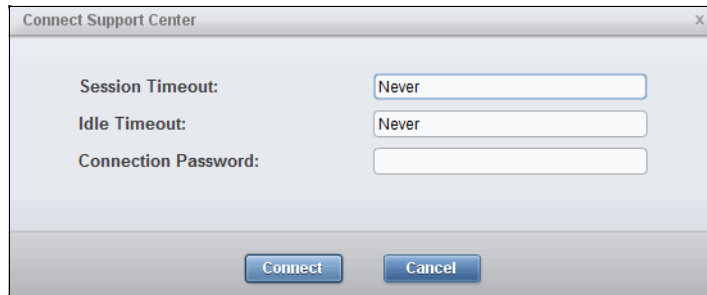 Connect Support Center x
Session Timeout: Never
Idle Timeout: Never
Connection Password:
Connect Cancel